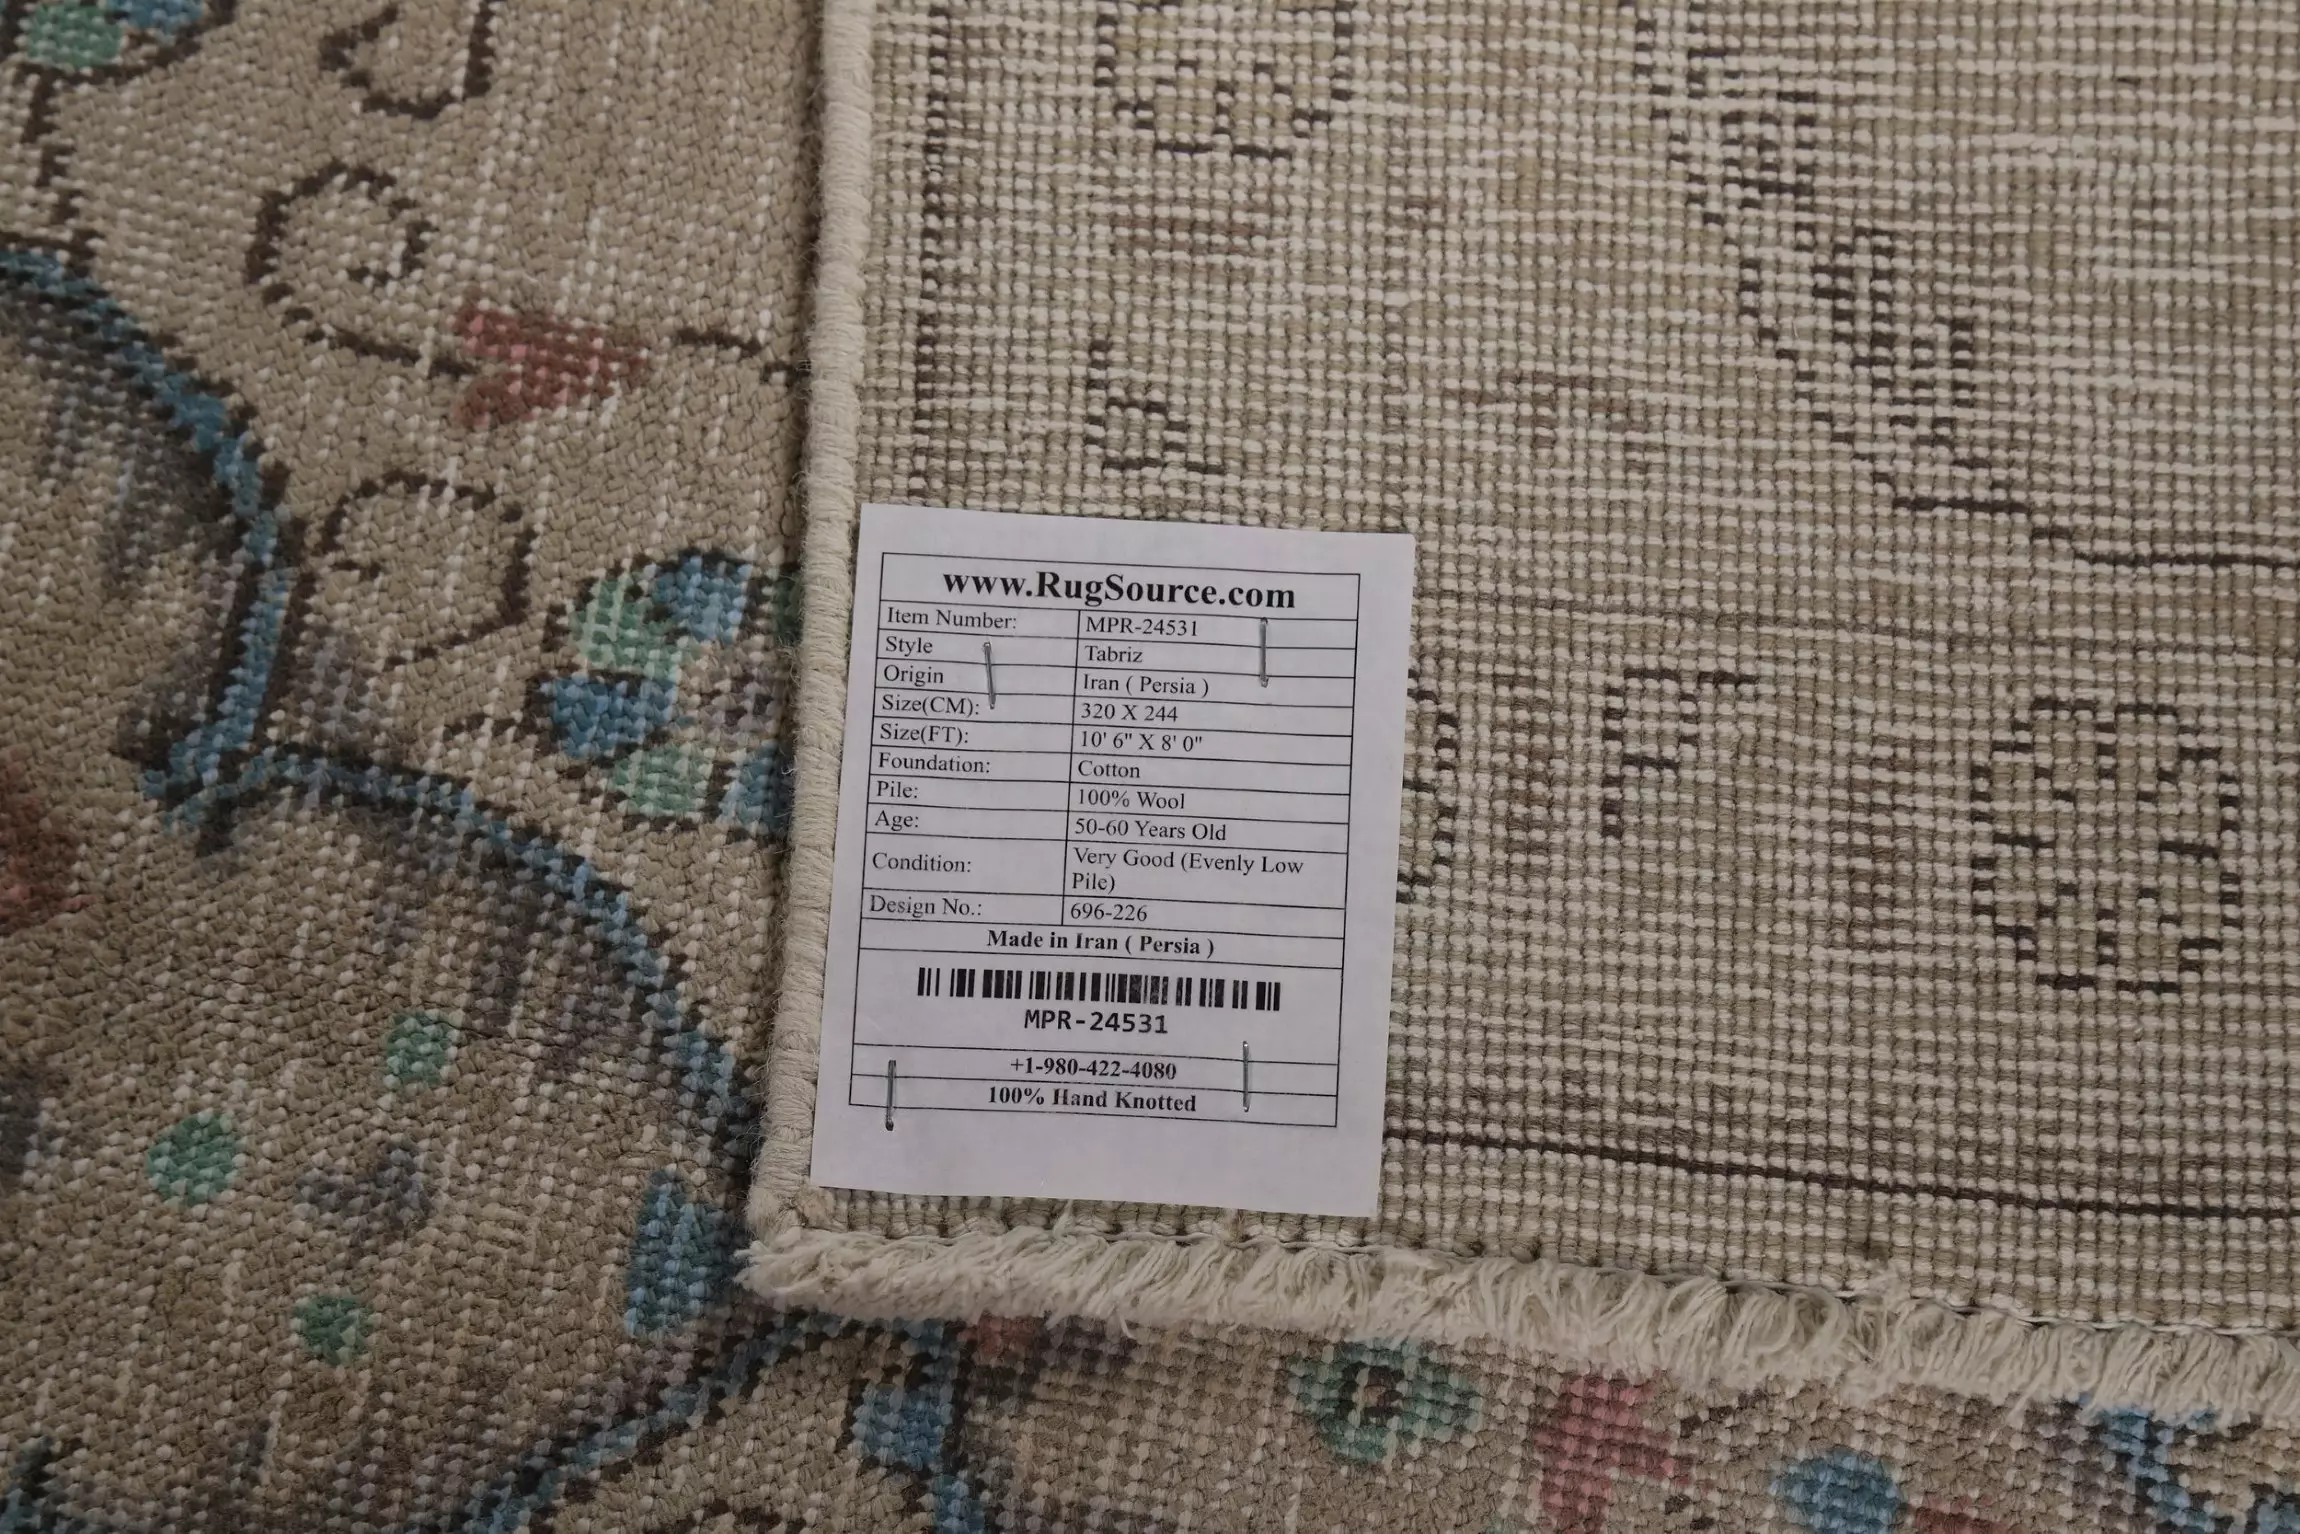 www.RugSource.com
Item Number: MPR-24531
Style Tabriz
Origin Iran ( Persia )
Size(CM): 320 X 244
Size(FT): 10' 6" X 8' 0"
Foundation: Cotton
Pile: 100% Wool
Age: 50-60 Years Old
Condition: Very Good (Evenly Low
Pile)
Design No.: 696-226
Made in Iran ( Persia )
MPR-24531
+1-980-422-4080
100% Hand Knotted